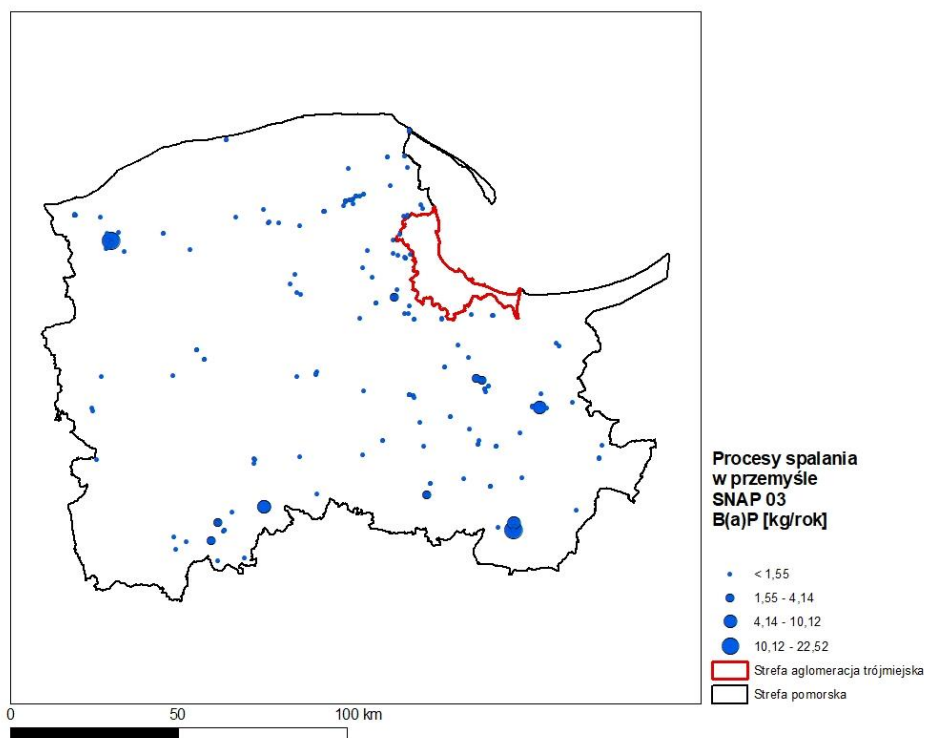 Procesy spalania
w przemyśle
SNAP 03
B(a)P [kg/rok]
< 1,55
1,55 - 4,14
4,14 - 10,12
10,12 - 22,52
Strefa aglomeracja trójmiejska
Strefa pomorska
0 50 100 km